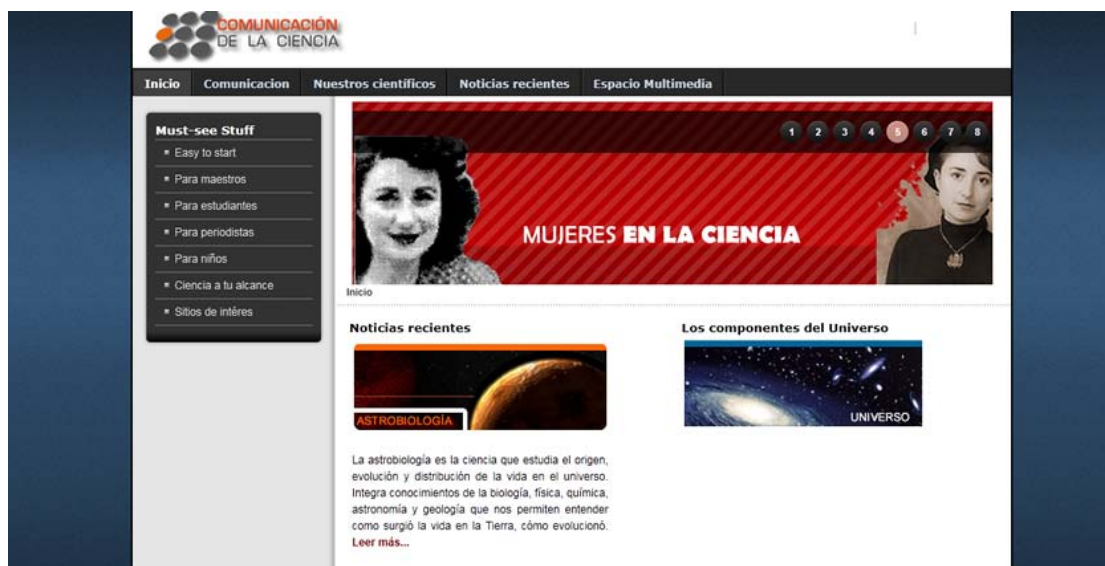 COMUNICACIÓN
DE LA CIENCIA
Inicio Comunicacion Nuestros científicos Noticias recientes Espacio Multimedia
Must-see Stuff
Easy to start
Para maestros
Para estudiantes
Para periodistas
Para niños
Ciencia a tu alcance
Sitios de intéres
1 2 3 4 5 6 7 8
MUJERES EN LA CIENCIA
Inicio
Noticias recientes
ASTROBIOLOGÍA
La astrobiología es la ciencia que estudia el origen,
evolución y distribución de la vida en el universo.
Integra conocimientos de la biología, física, química,
astronomía y geología que nos permiten entender
como surgió la vida en la Tierra, cómo evolucionó.
Leer más...
Los componentes del Universo
UNIVERSO